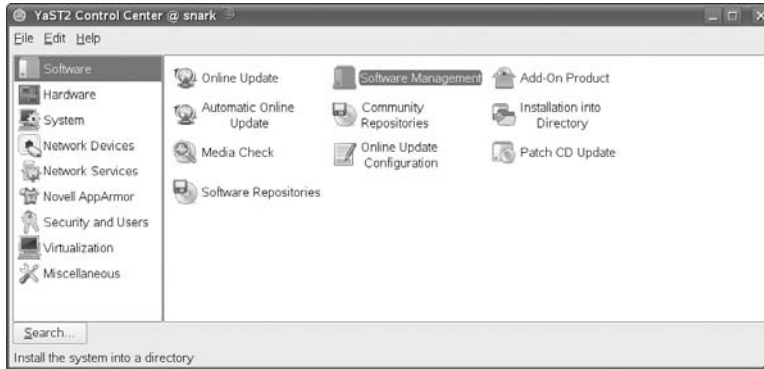 YaST2 Control Center @ snark
File Edit Help
Software
Hardware
System
Network Devices
Network Services
Novell AppArmor
Security and Users
Virtualization
Miscellaneous
Online Update
Software Management
Add-On Product
Automatic Online
Update
Community
Repositories
Installation into
Directory
Media Check
Online Update
Configuration
Patch CD Update
Software Repositories
Search...
Install the system into a directory